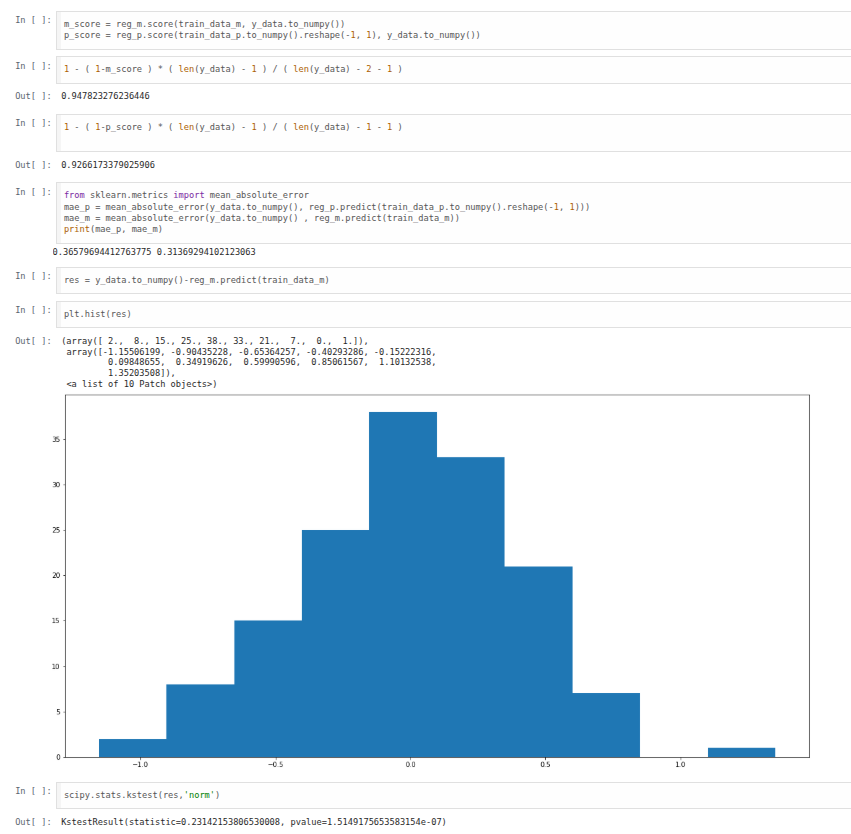 In [ ]: m_score = reg_m.score(train_data_m, y_data.to_numpy())
p_score = reg_p.score(train_data_p.to_numpy().reshape(-1, 1), y_data.to_numpy())
In [ ]: 1 - ( 1-m_score ) * ( len(y_data) - 1 ) / ( len(y_data) - 2 - 1 )
Out[ ]: 0.947823276236446
In [ ]: 1 - ( 1-p_score ) * ( len(y_data) - 1 ) / ( len(y_data) - 1 - 1 )
Out[ ]: 0.9266173379025906
In [ ]: from sklearn.metrics import mean_absolute_error
mae_p = mean_absolute_error(y_data.to_numpy(), reg_p.predict(train_data_p.to_numpy().reshape(-1, 1)))
mae_m = mean_absolute_error(y_data.to_numpy() , reg_m.predict(train_data_m))
print(mae_p, mae_m)
0.36579694412763775 0.31369294102123063
In [ ]: res = y_data.to_numpy()-reg_m.predict(train_data_m)
In [ ]: plt.hist(res)
Out[ ]: (array([ 2., 8., 15., 25., 38., 33., 21., 7., 0., 1.]),
array([-1.15506199, -0.90435228, -0.65364257, -0.40293286, -0.15222316,
0.09848655, 0.34919626, 0.59990596, 0.85061567, 1.10132538,
1.35203508]),
<a list of 10 Patch objects>)
35
30
25
20
15
10
5
0
−1.0 −0.5 0.0 0.5 1.0
In [ ]: scipy.stats.kstest(res,'norm')
Out[ ]: KstestResult(statistic=0.23142153806530008, pvalue=1.5149175653583154e-07)